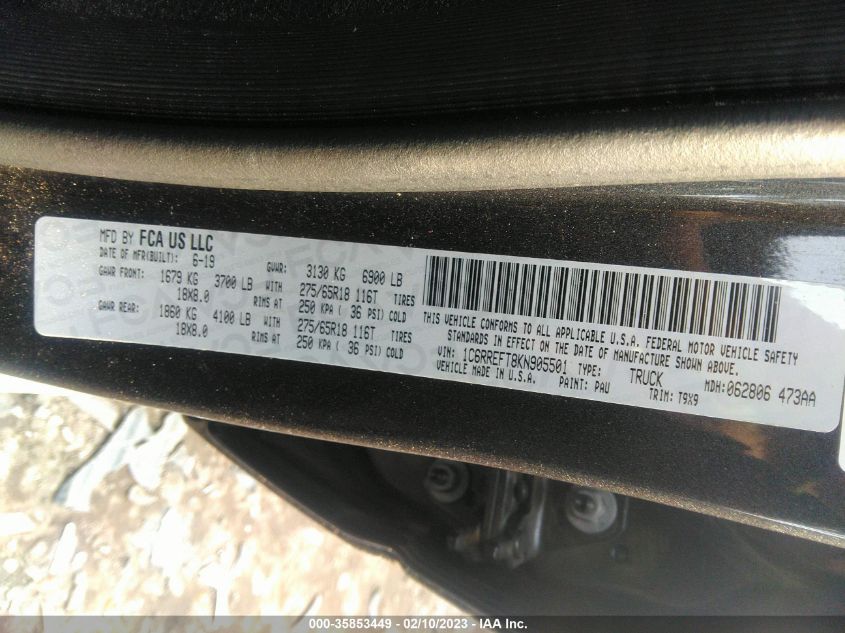 MFD BY FCA US LLC
DATE OF MFR(BUILT): 6-19 GVWR: 3130 KG 6900 LB
GAWR FRONT: 1679 KG 3700 LB WITH 275/65R18 116T TIRES
18X8.0 RIMS AT 250 KPA ( 36 PSI) COLD
GAWR REAR: 1860 KG 4100 LB WITH 275/65R18 116T TIRES
18X8.0 RIMS AT 250 KPA ( 36 PSI) COLD
THIS VEHICLE CONFORMS TO ALL APPLICABLE U.S.A. FEDERAL MOTOR VEHICLE SAFETY
STANDARDS IN EFFECT ON THE DATE OF MANUFACTURE SHOWN ABOVE.
VIN: 1C6RREFT8KN905501 TYPE: TRUCK MDH:062806 473AA
VEHICLE MADE IN U.S.A. PAINT: PAU TRIM: T9X9
000-35853449 - 02/10/2023 - IAA Inc.